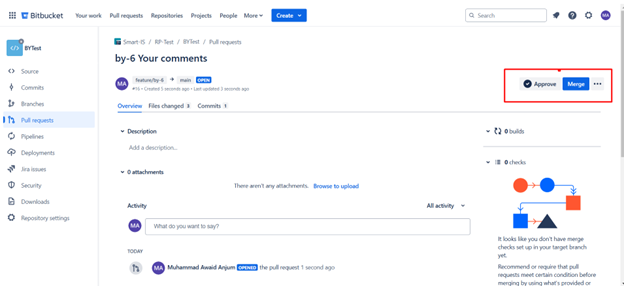 Bitbucket Your work Pull requests Repositories Projects People More Create Search MA
BYTest
Source
Commits
Branches
Pull requests
Pipelines
Deployments
Jira issues
Security
Downloads
Repository settings
Smart-IS / RP-Test / BYTest / Pull requests
by-6 Your comments
MA feature/by-6 → main OPEN
#16 • Created 5 seconds ago • Last updated 3 seconds ago
Approve Merge
Overview Files changed 3 Commits 1
Description
Add a description...
0 attachments
There aren't any attachments. Browse to upload
Activity All activity
MA What do you want to say?
TODAY
MA Muhammad Awaid Anjum OPENED the pull request 1 second ago
0 builds
0 checks
It looks like you don't have merge
checks set up in your target branch
yet.
Recommend or require that pull
requests meet certain condition before
merging by using what's provided or